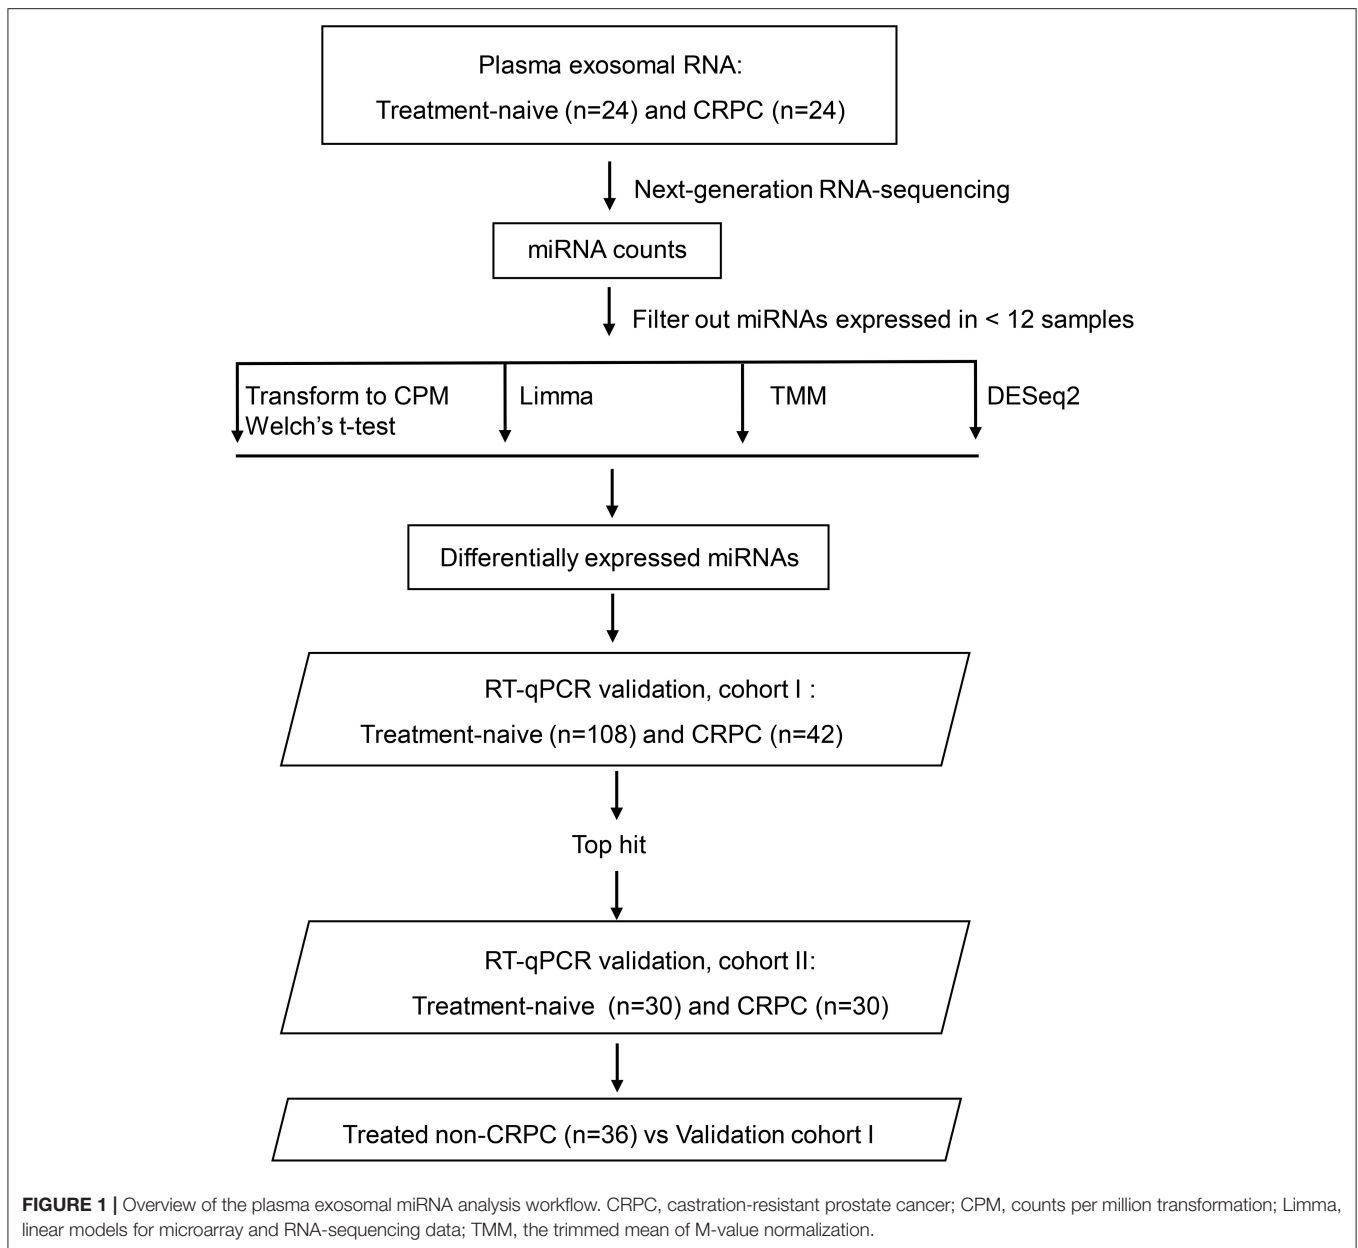 Plasma exosomal RNA:
Treatment-naive (n=24) and CRPC (n=24)
Next-generation RNA-sequencing
miRNA counts
Filter out miRNAs expressed in < 12 samples
Transform to CPM
Welch's t-test
Limma
TMM
DESeq2
Differentially expressed miRNAs
RT-qPCR validation, cohort I :
Treatment-naive (n=108) and CRPC (n=42)
Top hit
RT-qPCR validation, cohort II:
Treatment-naive  (n=30) and CRPC (n=30)
Treated non-CRPC (n=36) vs Validation cohort I
FIGURE 1 | Overview of the plasma exosomal miRNA analysis workflow. CRPC, castration-resistant prostate cancer; CPM, counts per million transformation; Limma,
linear models for microarray and RNA-sequencing data; TMM, the trimmed mean of M-value normalization.